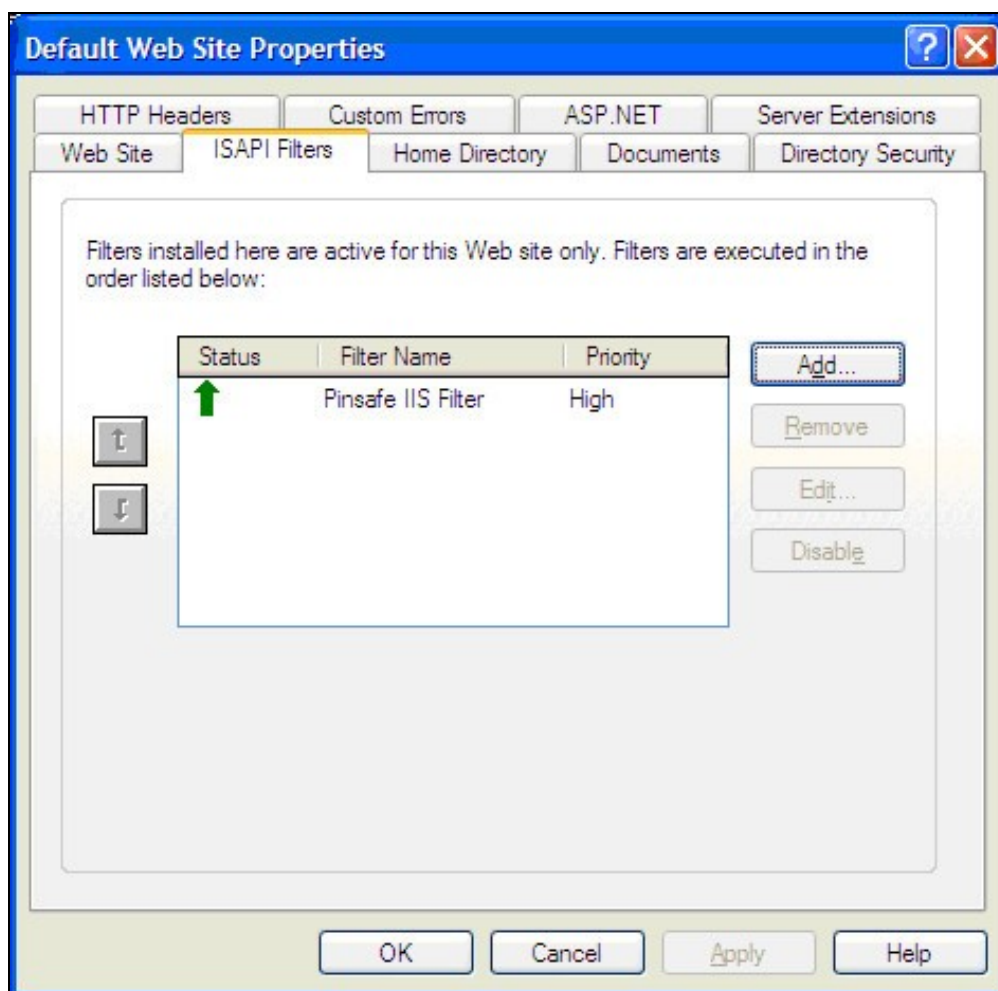 Default Web Site Properties
HTTP Headers Custom Errors ASP.NET Server Extensions
Web Site ISAPI Filters Home Directory Documents Directory Security
Filters installed here are active for this Web site only. Filters are executed in the
order listed below:
Status Filter Name Priority
Pinsafe IIS Filter High
Add...
Remove
Edit...
Disable
OK Cancel Apply Help